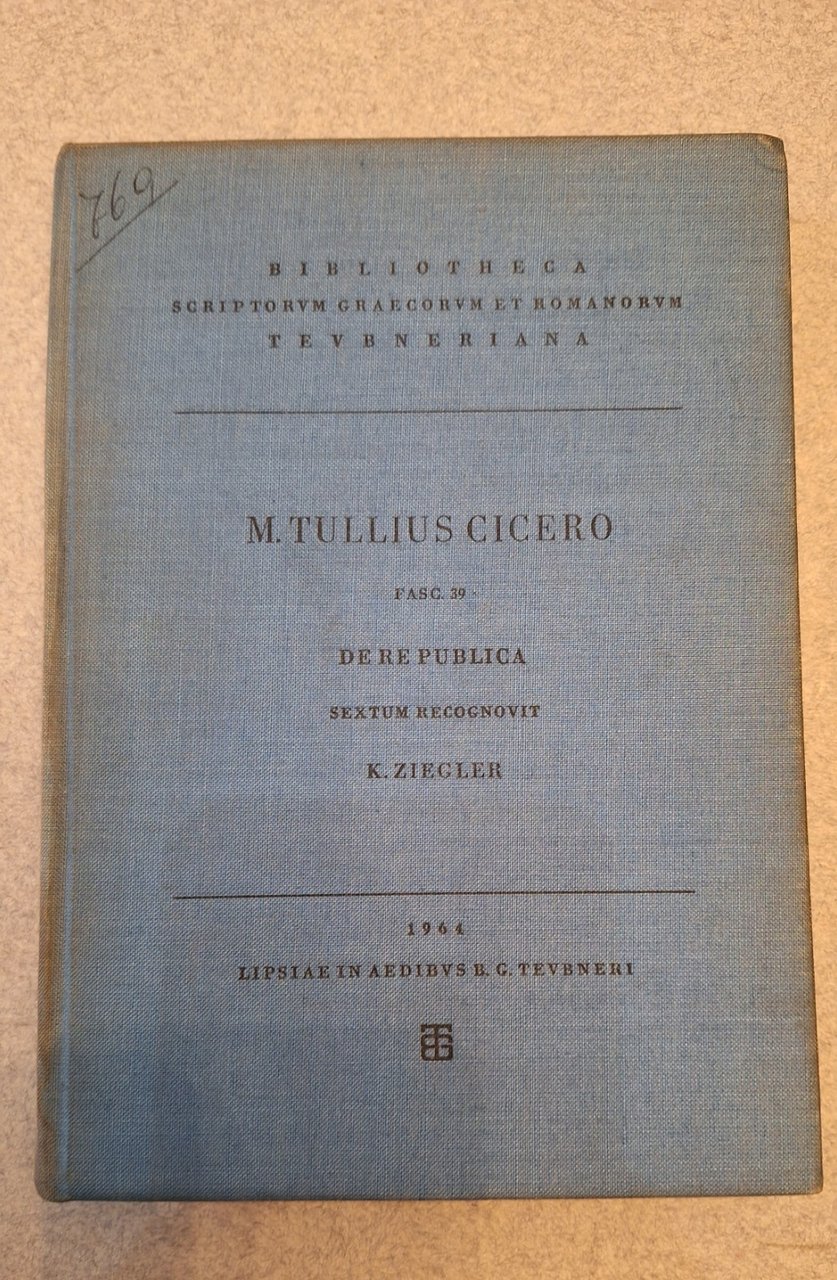 769
BIBLIOTHECA
SCRIPTORVM GRAECORVM ET ROMANORVM
TEVBNERIANA
M. TULLIUS CICERO
FASC. 39
DE RE PUBLICA
SEXTUM RECOGNOVIT
K. ZIEGLER
1964
LIPSIAE IN AEDIBVS B. G. TEVBNERI
BTG